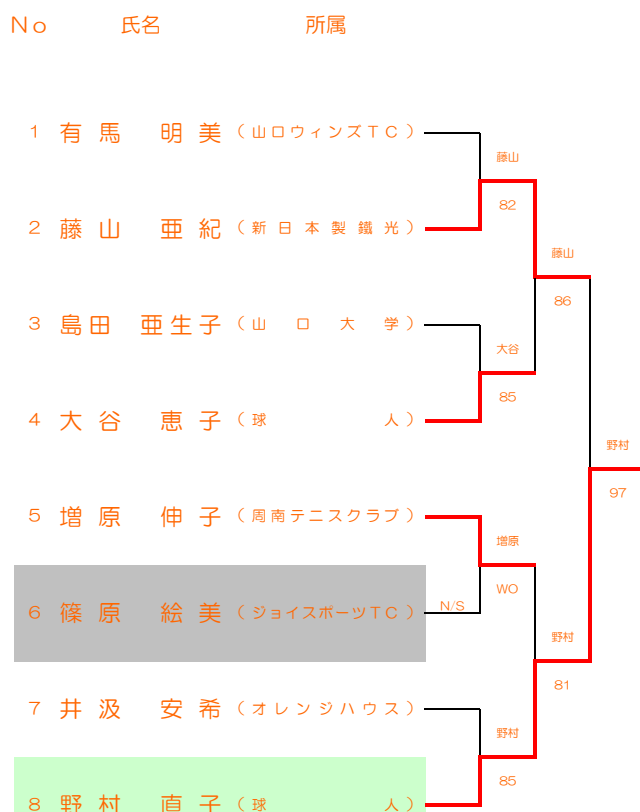 No 氏名 所属
1 有馬 明美 （山口ウィンズTC）
藤山
82
2 藤山 亜紀 （新日本製鐵光）
藤山
86
3 島田 亜生子 （山口大学）
大谷
85
4 大谷 恵子 （球人）
野村
97
5 増原 伸子 （周南テニスクラブ）
増原
WO
6 篠原 絵美 （ジョイスポーツTC） N/S
野村
81
7 井汲 安希 （オレンジハウス）
野村
85
8 野村 直子 （球人）